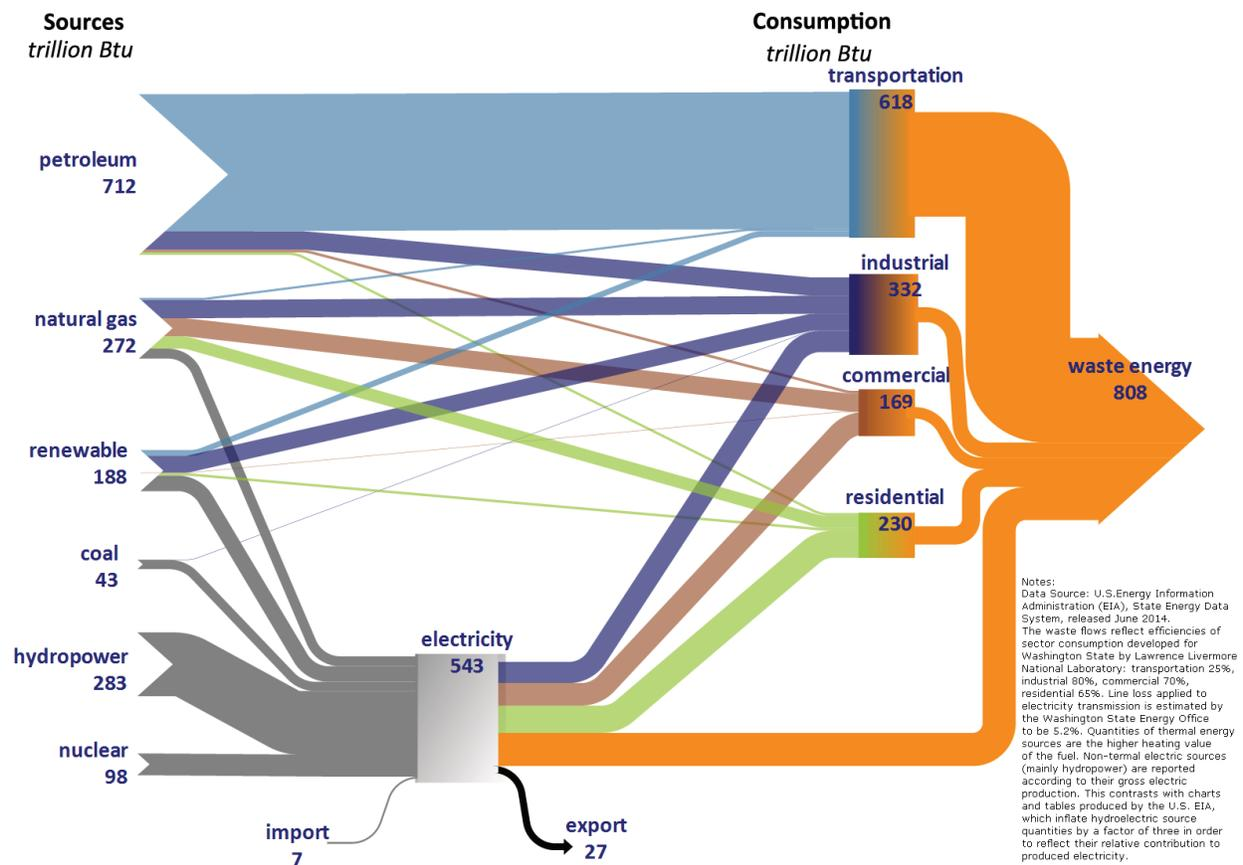 Sources
trillion Btu
Consumption
trillion Btu
petroleum
712
natural gas
272
renewable
188
coal
43
hydropower
283
nuclear
98
import
7
electricity
543
export
27
transportation
618
industrial
332
commercial
169
residential
230
waste energy
808
Notes:
Data Source: U.S.Energy Information
Administration (EIA), State Energy Data
System, released June 2014.
The waste flows reflect efficiencies of
sector consumption developed for
Washington State by Lawrence Livermore
National Laboratory: transportation 25%,
industrial 80%, commercial 70%,
residential 65%. Line loss applied to
electricity transmission is estimated by
the Washington State Energy Office
to be 5.2%. Quantities of thermal energy
sources are the higher heating value
of the fuel. Non-termal electric sources
(mainly hydropower) are reported
according to their gross electric
production. This contrasts with charts
and tables produced by the U.S. EIA,
which inflate hydroelectric source
quantities by a factor of three in order
to reflect their relative contribution to
produced electricity.